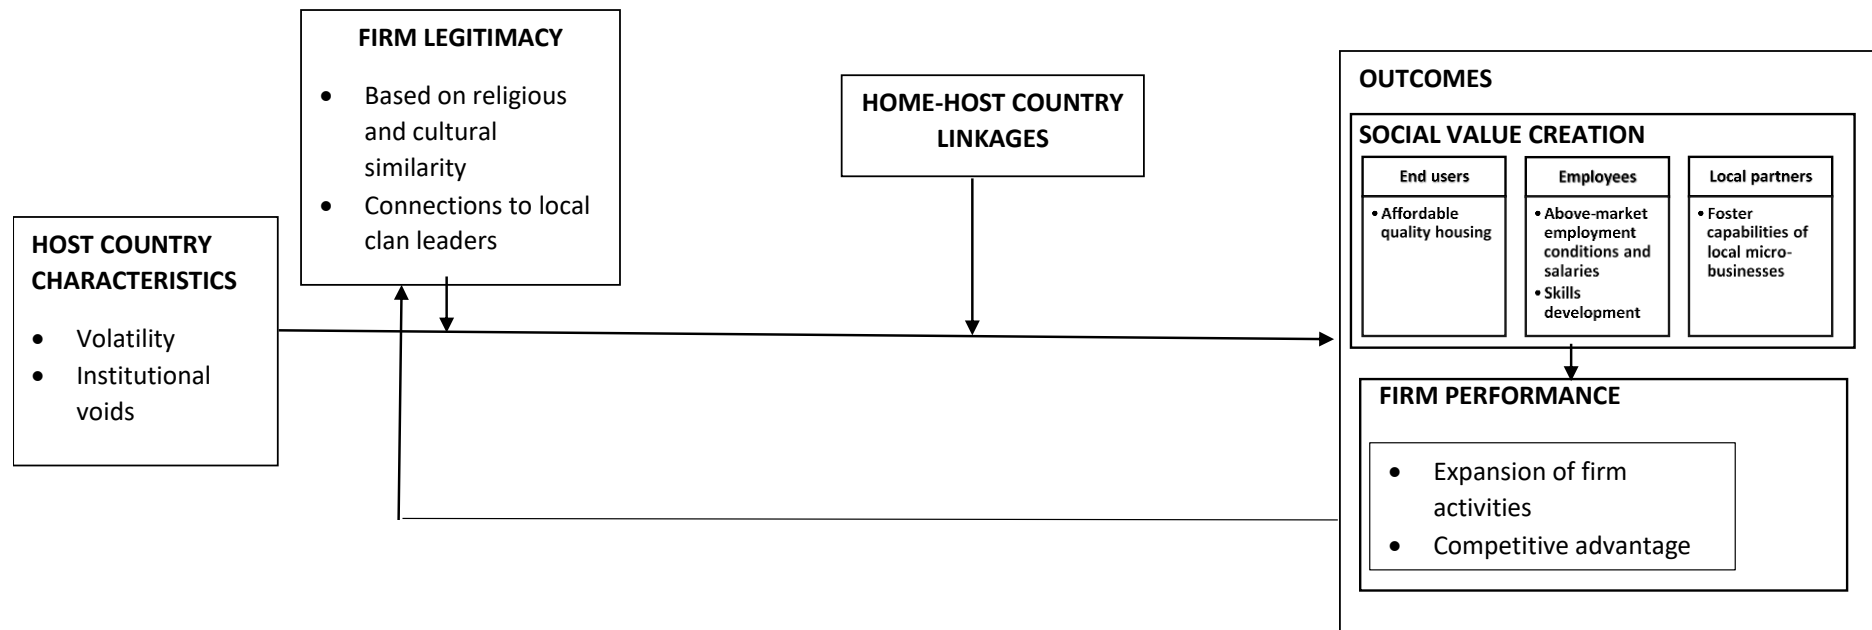 FIRM LEGITIMACY
• Based on religious
and cultural
similarity
• Connections to local
clan leaders
HOME-HOST COUNTRY
LINKAGES
HOST COUNTRY
CHARACTERISTICS
• Volatility
• Institutional
voids
OUTCOMES
SOCIAL VALUE CREATION
End users
• Affordable
quality housing
Employees
• Above-market
employment
conditions and
salaries
• Skills
development
Local partners
• Foster
capabilities of
local micro-
businesses
FIRM PERFORMANCE
• Expansion of firm
activities
• Competitive advantage